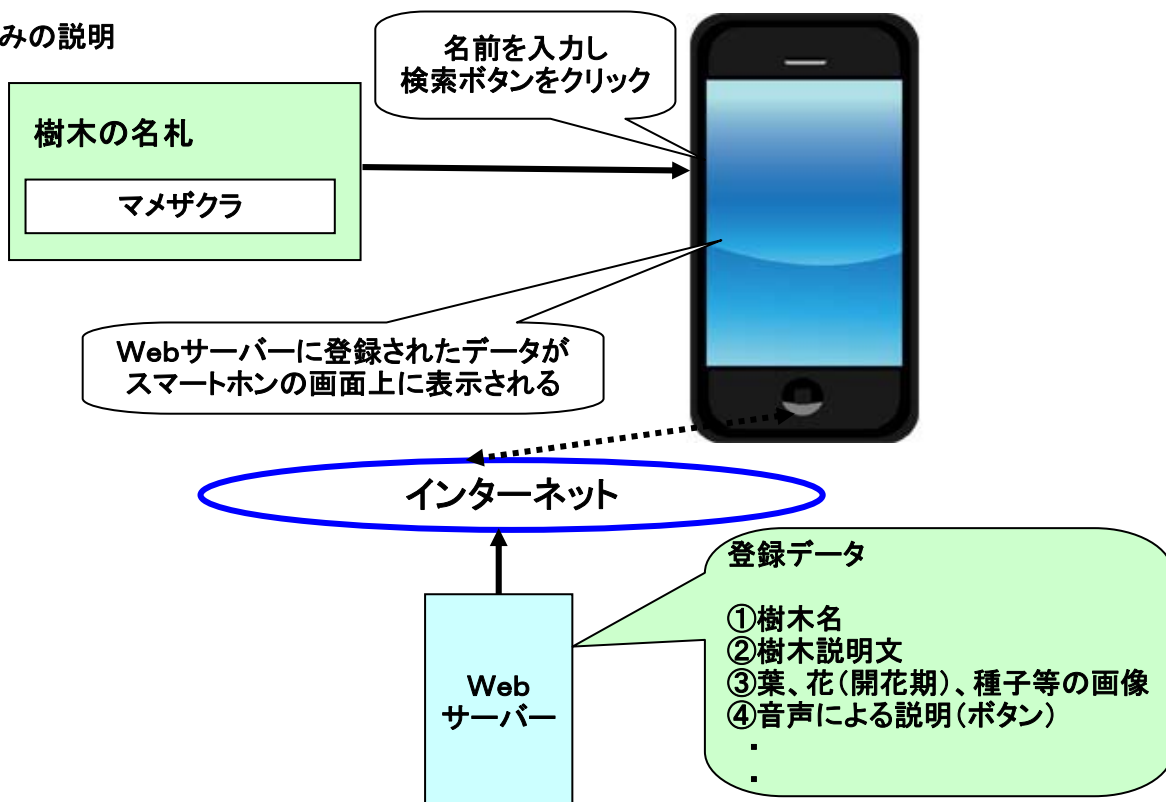 みの説明
名前を入力し
検索ボタンをクリック
樹木の名札
マメザクラ
Webサーバーに登録されたデータが
スマートホンの画面上に表示される
インターネット
登録データ
①樹木名
②樹木説明文
③葉、花(開花期)、種子等の画像
④音声による説明(ボタン)
・
・
Web
サーバー